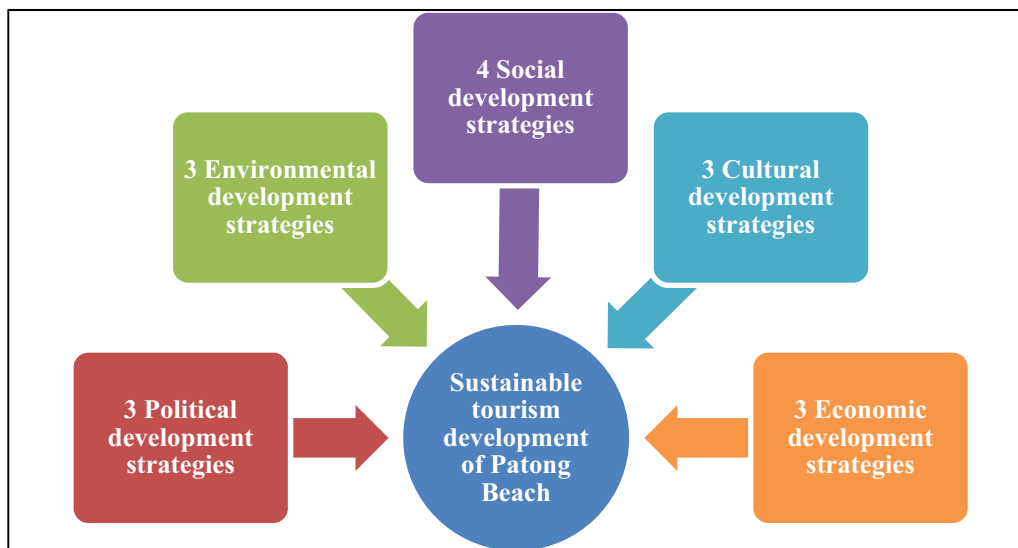 4 Social
development
strategies
3 Environmental
development
strategies
3 Cultural
development
strategies
3 Political
development
strategies
Sustainable
tourism
development
of Patong
Beach
3 Economic
development
strategies